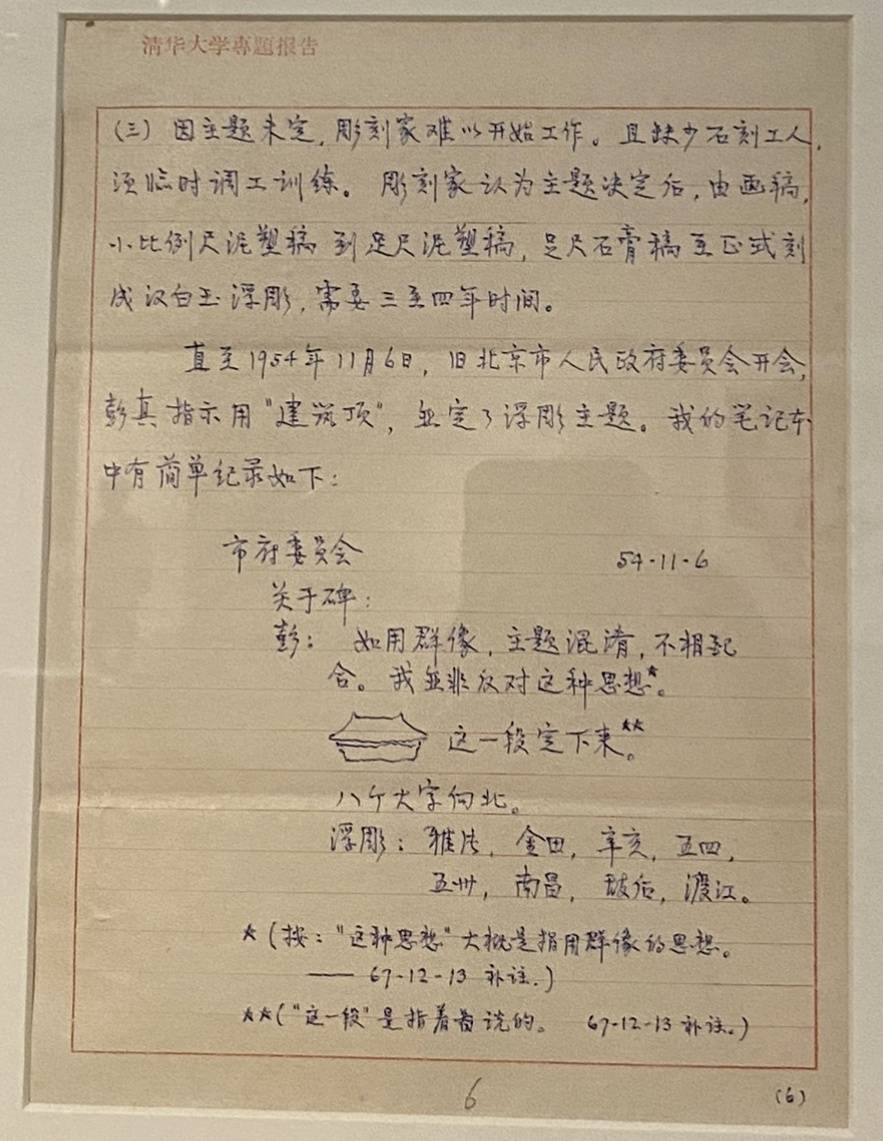 清华大学專題报告
(三) 因主题未定，彫刻家难以开始工作。且缺少石刻工人，
须临时调工训练。彫刻家认为主题决定后，由画稿，
小比例尺泥塑稿到足尺泥塑稿，足尺石膏稿至正式刻
成汉白玉浮彫，需要三至四年时间。
直至1954年11月6日，旧北京市人民政府委员会开会，
彭真指示用"建筑顶"，並定了浮彫主题。我的笔记本
中有简单纪录如下：
市府委员会 54-11-6
关于碑：
彭： 如用群像，主题混淆，不相配
合。我並非反对这种思想★。
这一段定下来★★。
八个大字向北。
浮彫：雅片，金田，辛亥，五四，
五卅，南昌，敌后，渡江。
★(按："这种思想"大概是指用群像的思想。
—— 67-12-13 补注.)
★★("这一段"是指着图说的。 67-12-13 补注。)
6
(6)